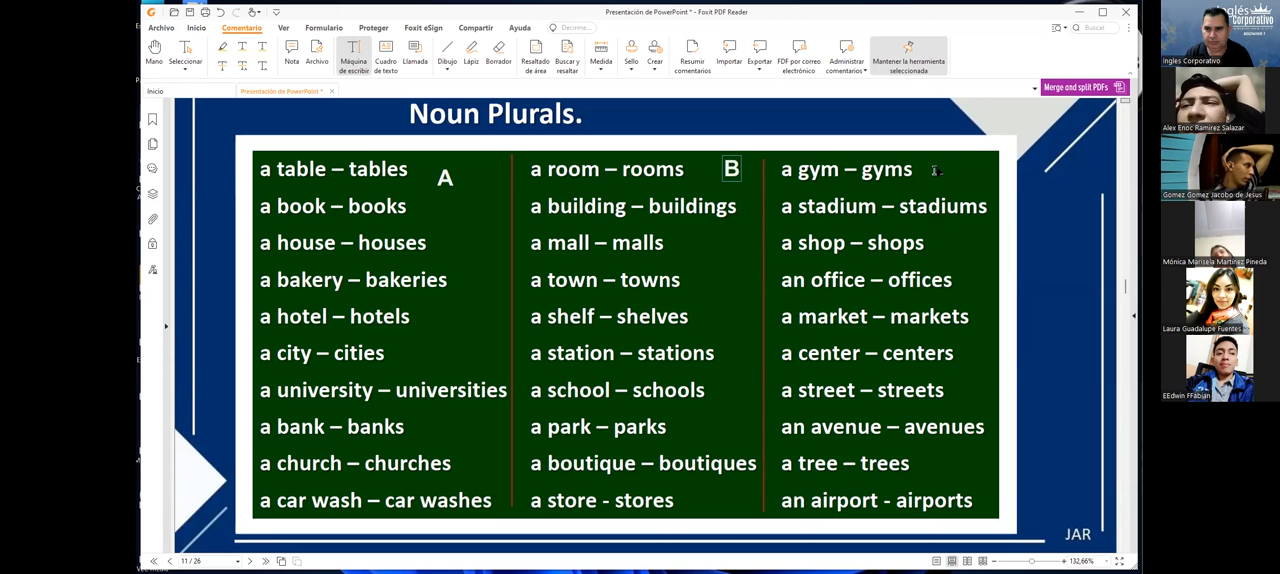 Presentación de PowerPoint * - Foxit PDF Reader
Archivo Inicio Comentario Ver Formulario Proteger Foxit eSign Compartir Ayuda Decirme... Buscar
Mano Seleccionar Nota Archivo Máquina de escribir Cuadro de texto Llamada Dibujo Lápiz Borrador Resaltado de área Buscar y resaltar Medida Sello Crear Resumir comentarios Importar Exportar PDF por correo electrónico Administrar comentarios Mantener la herramienta seleccionada
Inicio Presentación de PowerPoint * Merge and split PDFs
Noun Plurals.
A
a table – tables
a book – books
a house – houses
a bakery – bakeries
a hotel – hotels
a city – cities
a university – universities
a bank – banks
a church – churches
a car wash – car washes
B
a room – rooms
a building – buildings
a mall – malls
a town – towns
a shelf – shelves
a station – stations
a school – schools
a park – parks
a boutique – boutiques
a store - stores
a gym – gyms
a stadium – stadiums
a shop – shops
an office – offices
a market – markets
a center – centers
a street – streets
an avenue – avenues
a tree – trees
an airport - airports
JAR
11 / 26
132,66%
Inglés
Corporativo
BEGINNER 1
Ingles Corporativo
Alex Enoc Ramirez Salazar
Gomez Gomez Jacobo de Jesus
Mónica Marisela Martinez Pineda
Laura Guadalupe Fuentes
EEdwin FFabian